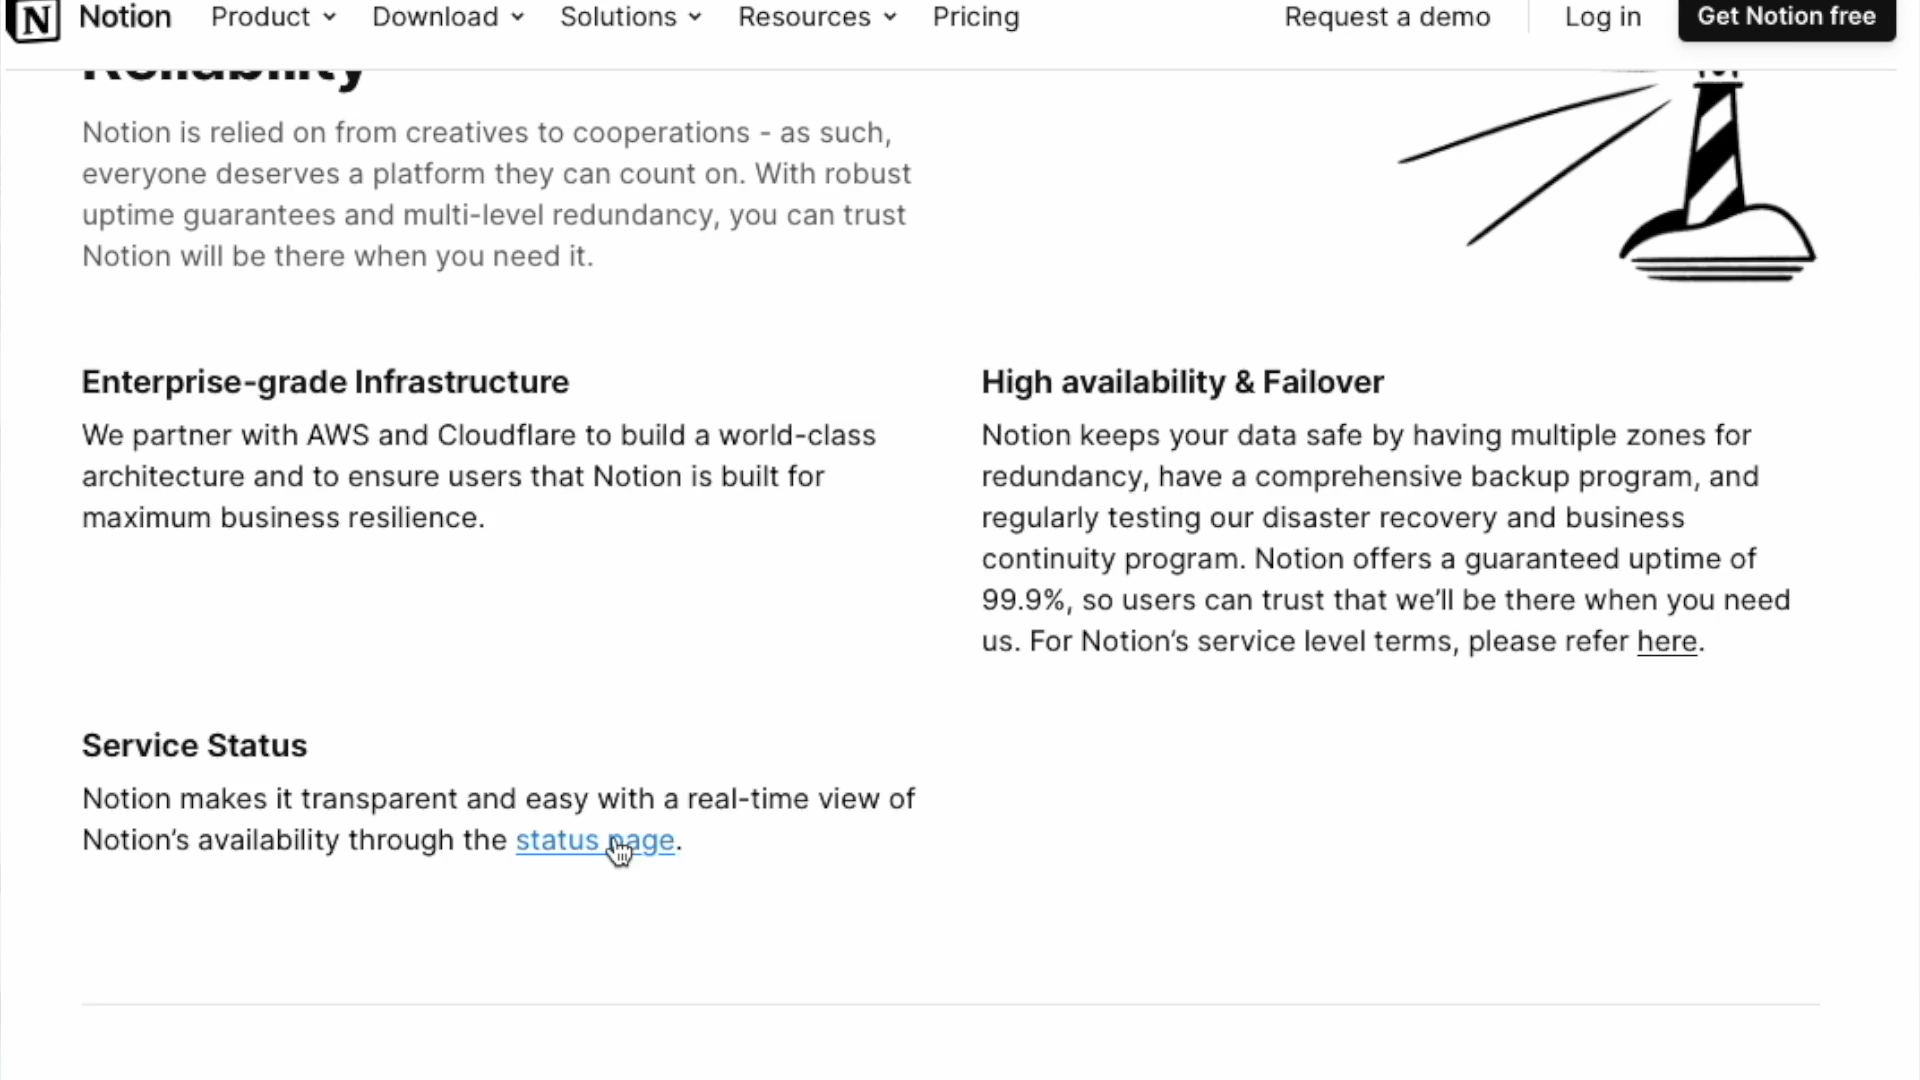 Notion
Product
Download
Solutions
Resources
Pricing
Request a demo
Log in
Get Notion free
Reliability
Notion is relied on from creatives to cooperations - as such,
everyone deserves a platform they can count on. With robust
uptime guarantees and multi-level redundancy, you can trust
Notion will be there when you need it.
Enterprise-grade Infrastructure
We partner with AWS and Cloudflare to build a world-class
architecture and to ensure users that Notion is built for
maximum business resilience.
High availability & Failover
Notion keeps your data safe by having multiple zones for
redundancy, have a comprehensive backup program, and
regularly testing our disaster recovery and business
continuity program. Notion offers a guaranteed uptime of
99.9%, so users can trust that we'll be there when you need
us. For Notion's service level terms, please refer here.
Service Status
Notion makes it transparent and easy with a real-time view of
Notion's availability through the status page.